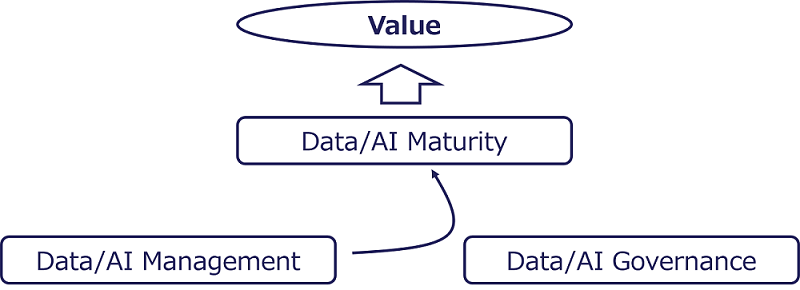 Value
Data/AI Maturity
Data/AI Management
Data/AI Governance